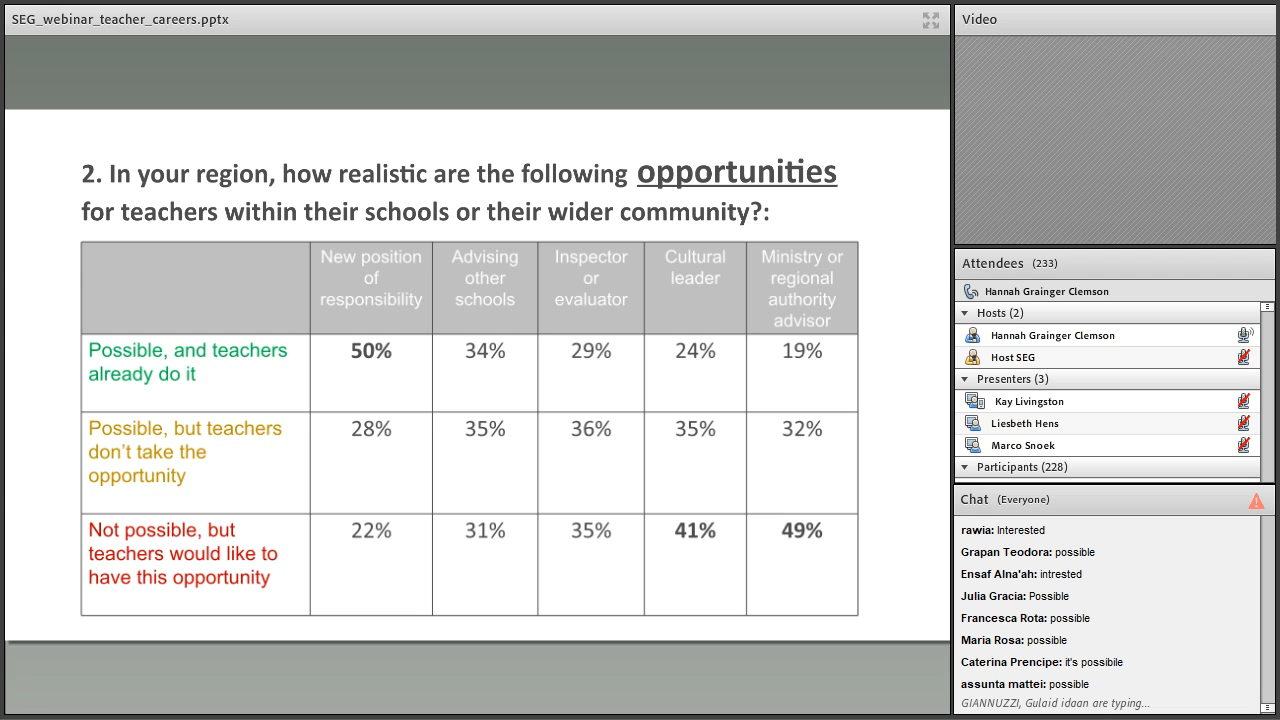 SEG_webinar_teacher_careers.pptx
2. In your region, how realistic are the following opportunities
for teachers within their schools or their wider community?:
New position
of
responsibility
Advising
other
schools
Inspector
or
evaluator
Cultural
leader
Ministry or
regional
authority
advisor
Possible, and teachers
already do it
50%
34%
29%
24%
19%
Possible, but teachers
don't take the
opportunity
28%
35%
36%
35%
32%
Not possible, but
teachers would like to
have this opportunity
22%
31%
35%
41%
49%
Video
Attendees (233)
Hannah Grainger Clemson
Hosts (2)
Hannah Grainger Clemson
Host SEG
Presenters (3)
Kay Livingston
Liesbeth Hens
Marco Snoek
Participants (228)
Chat (Everyone)
rawia: Interested
Grapan Teodora: possible
Ensaf Alna'ah: intrested
Julia Gracia: Possible
Francesca Rota: possible
Maria Rosa: possible
Caterina Prencipe: it's possibile
assunta mattei: possible
GIANNUZZI, Gulaid idaan are typing...